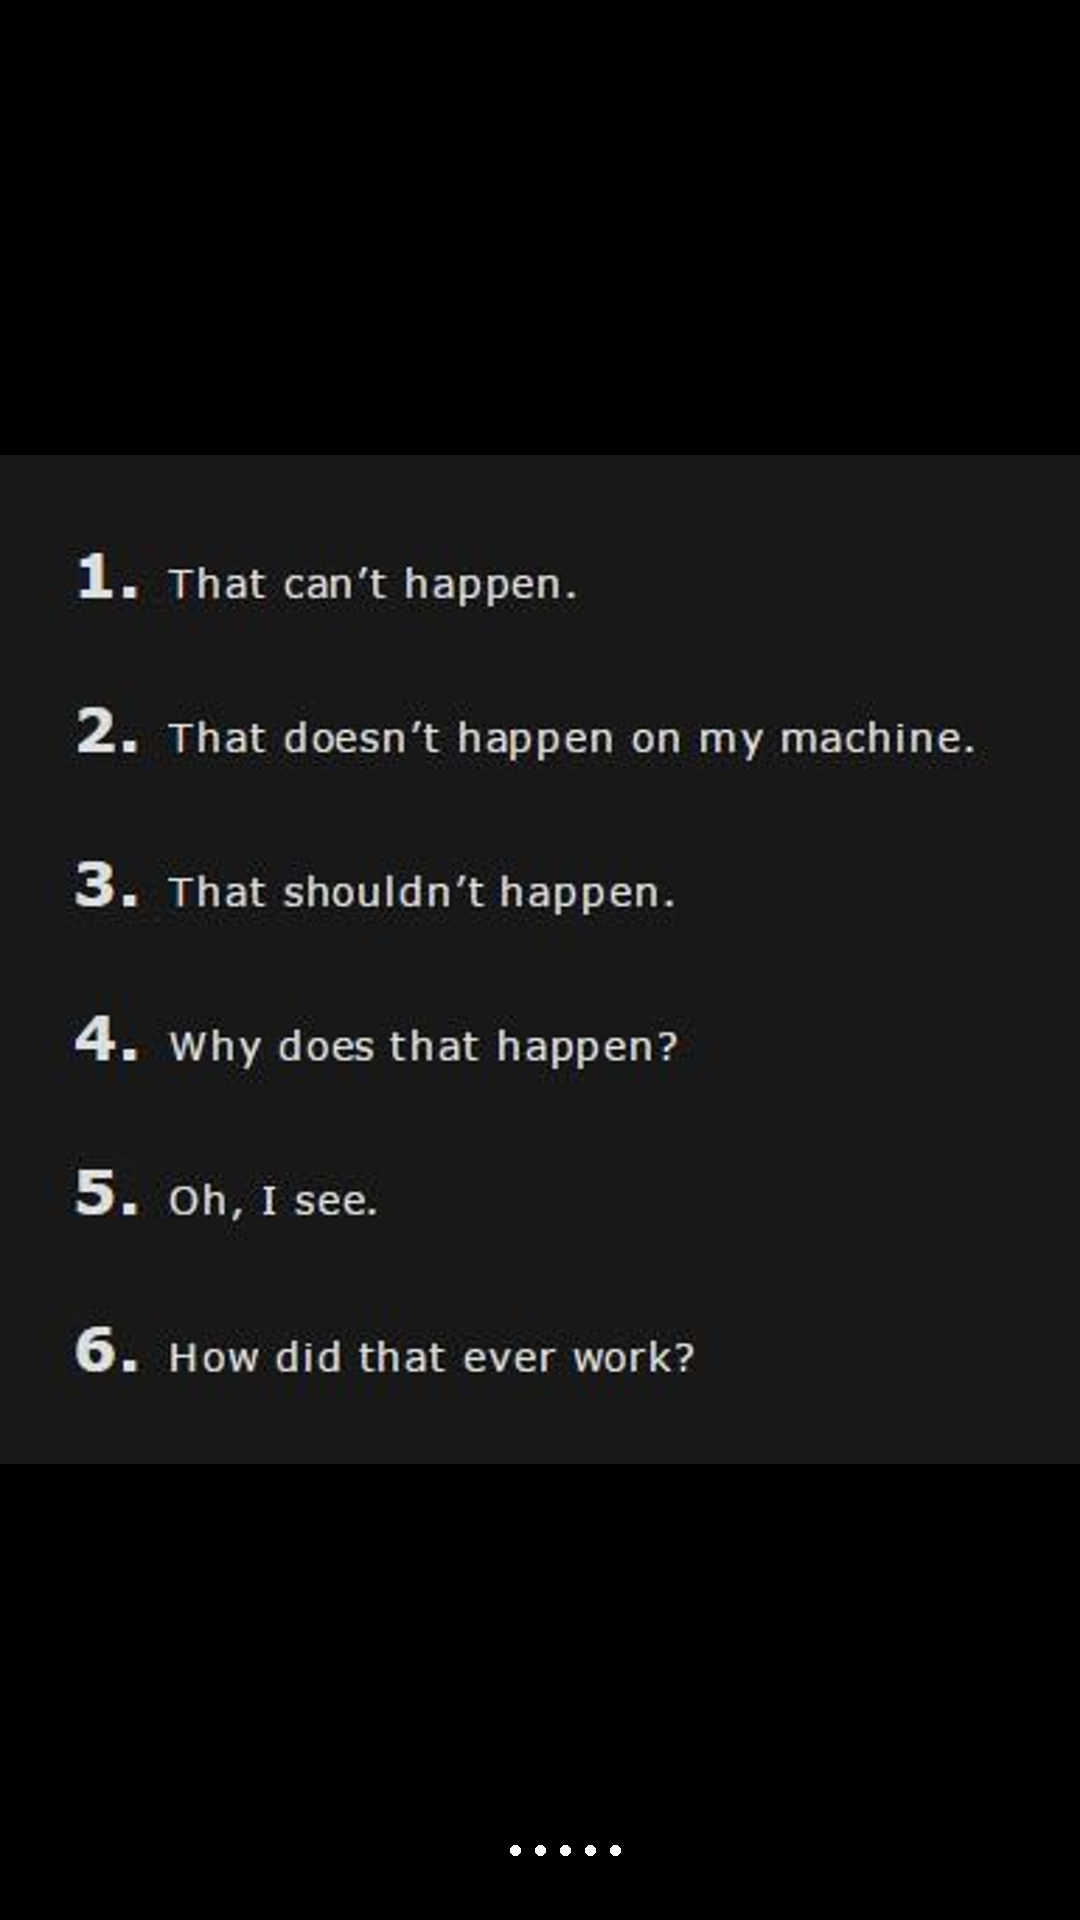 1. That can’t happen.
2. That doesn’t happen on my machine.
3. That shouldn’t happen.
4. Why does that happen?
5. Oh, I see.
6. How did that ever work?